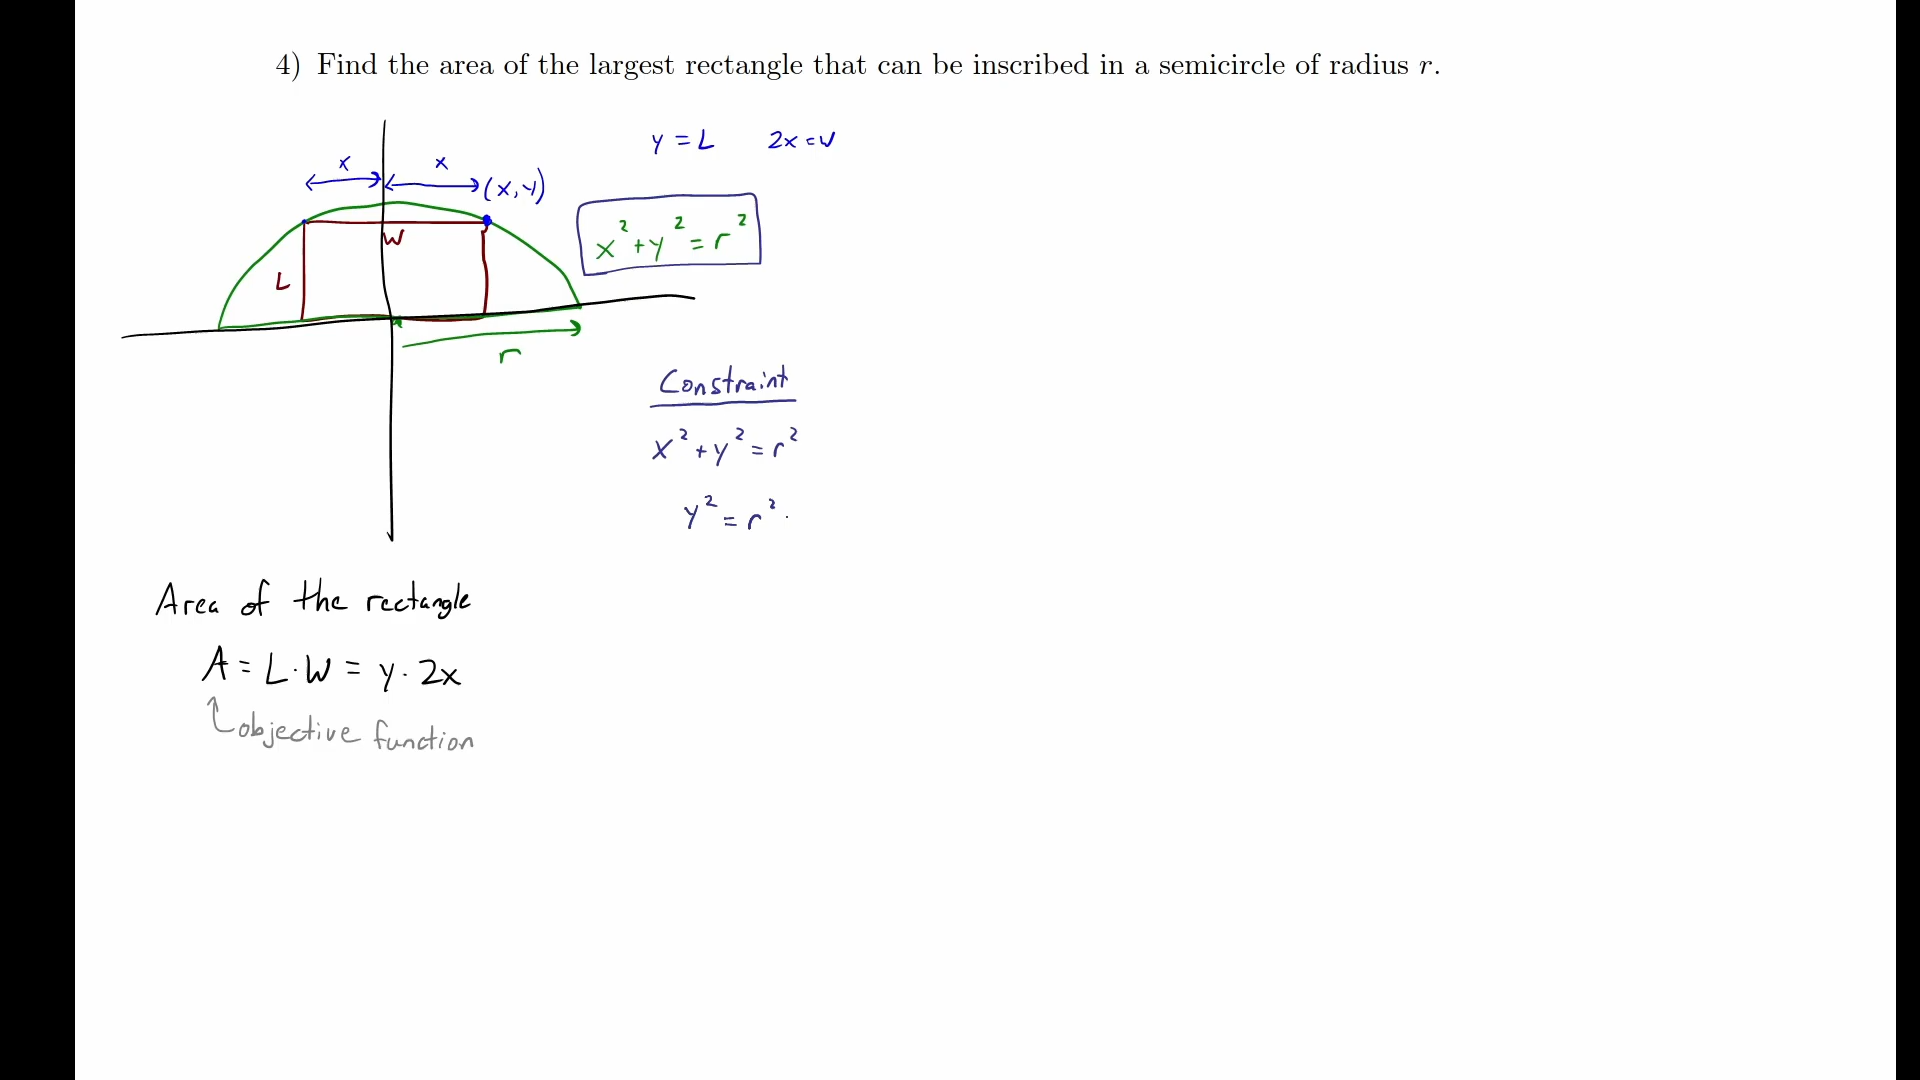 4) Find the area of the largest rectangle that can be inscribed in a semicircle of radius r.
y = L 2x = W
x x (x,y)
x² + y² = r²
W
L
r
Constraint
x² + y² = r²
y² = r² -
Area of the rectangle
A = L · W = y · 2x
objective function